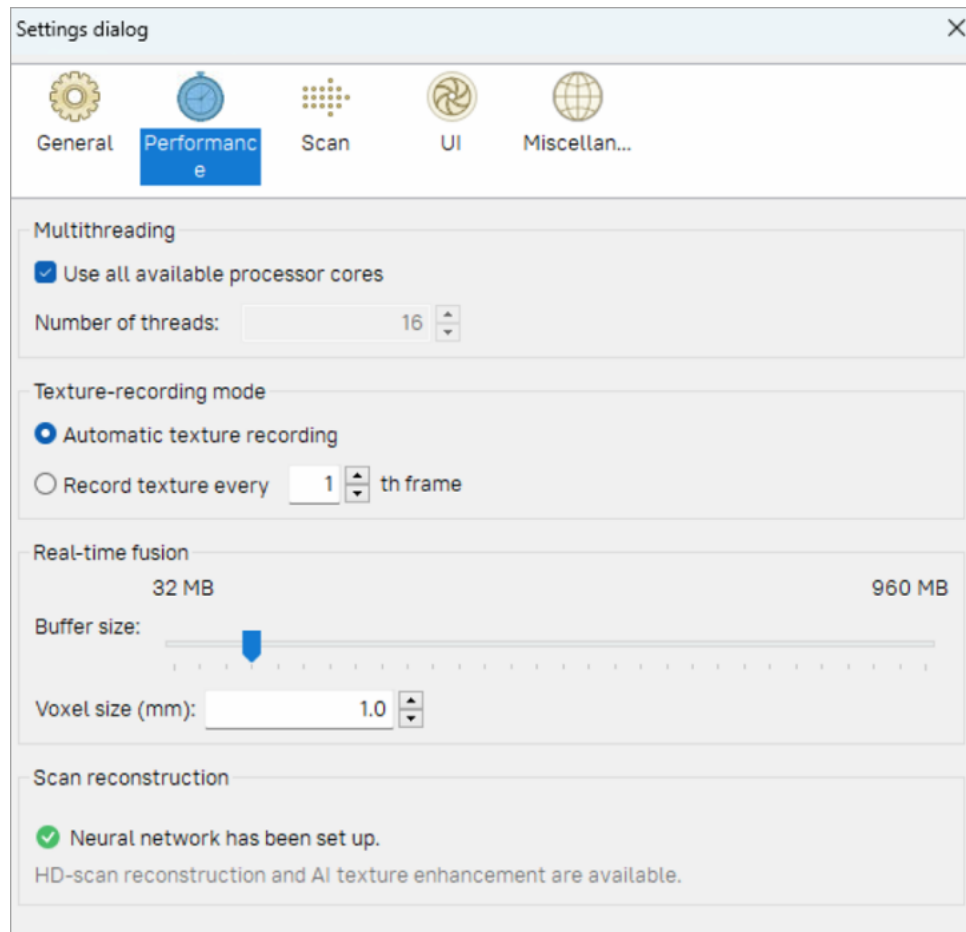 Settings dialog
General
Performanc
e
Scan
UI
Miscellan...
Multithreading
Use all available processor cores
Number of threads: 16
Texture-recording mode
Automatic texture recording
Record texture every 1 th frame
Real-time fusion
32 MB 960 MB
Buffer size:
Voxel size (mm): 1.0
Scan reconstruction
Neural network has been set up.
HD-scan reconstruction and AI texture enhancement are available.